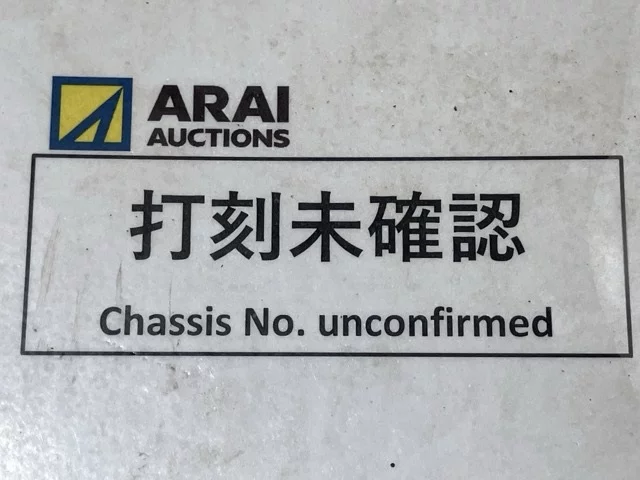 ARAI
AUCTIONS
打刻未確認
Chassis No. unconfirmed